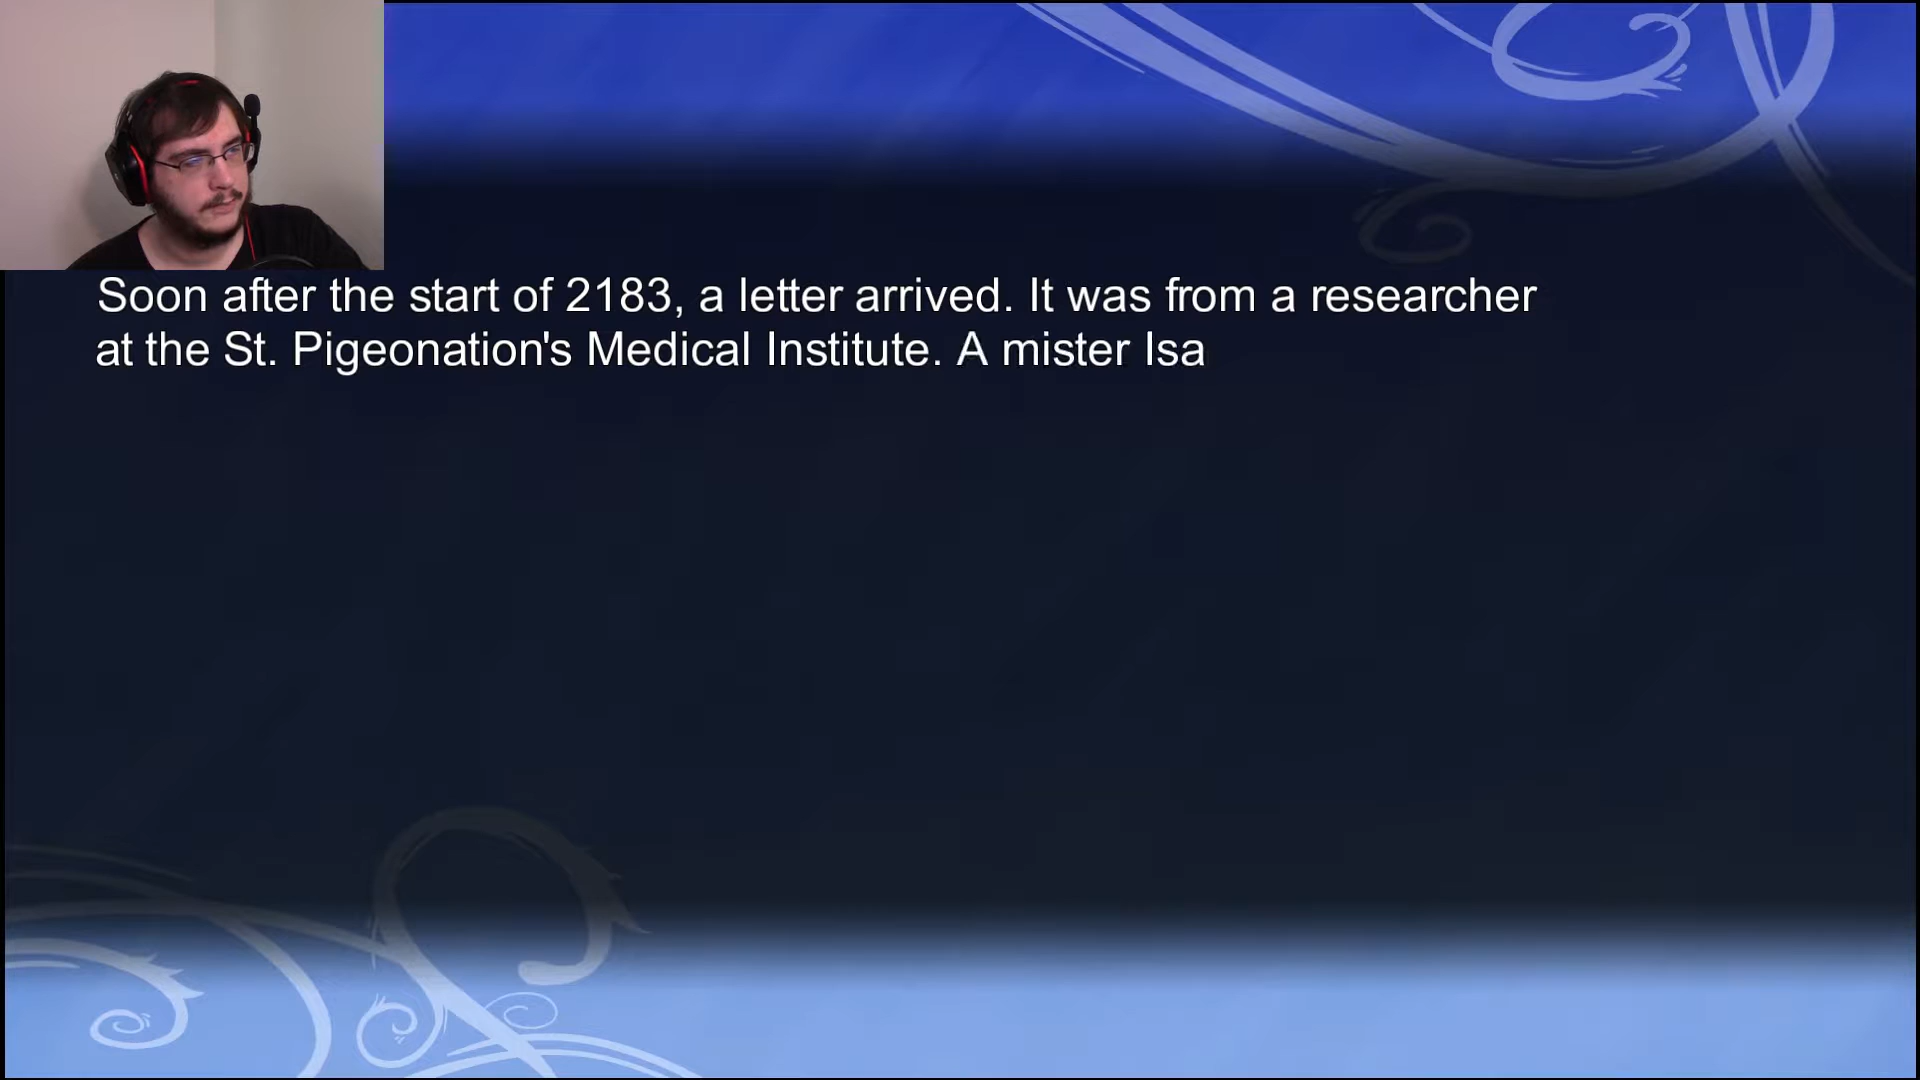 Soon after the start of 2183, a letter arrived. It was from a researcher
at the St. Pigeonation's Medical Institute. A mister Isa